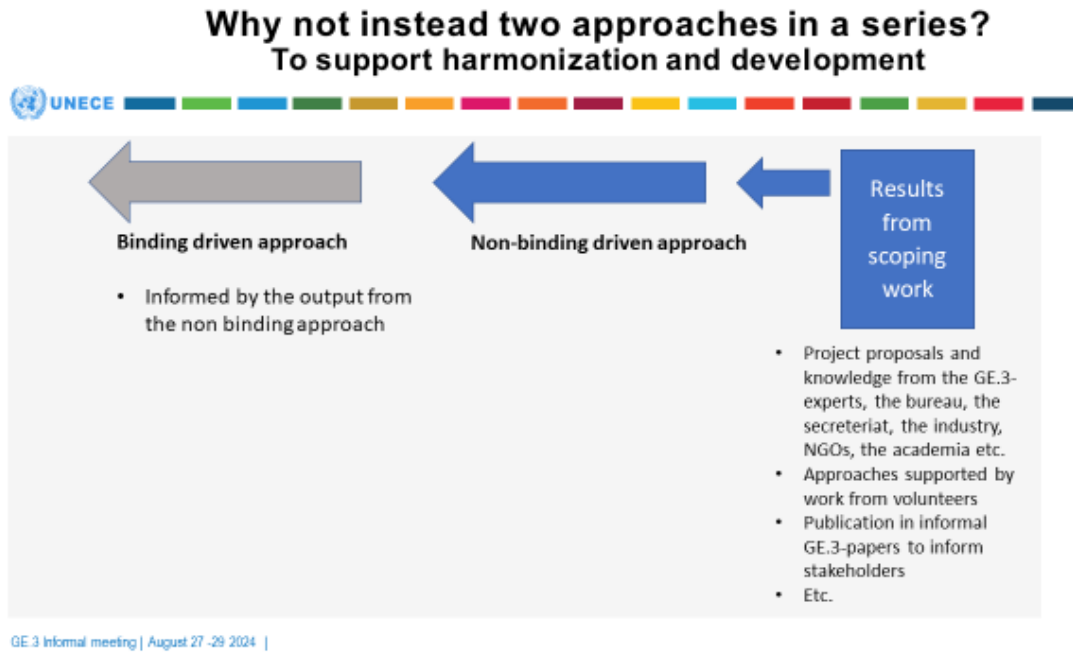 Why not instead two approaches in a series?
To support harmonization and development
UNECE
Binding driven approach
• Informed by the output from
the non binding approach
Non-binding driven approach
Results
from
scoping
work
• Project proposals and
knowledge from the GE.3-
experts, the bureau, the
secreteriat, the industry,
NGOs, the academia etc.
• Approaches supported by
work from volunteers
• Publication in informal
GE.3-papers to inform
stakeholders
• Etc.
GE.3 Informal meeting | August 27 -29 2024 |